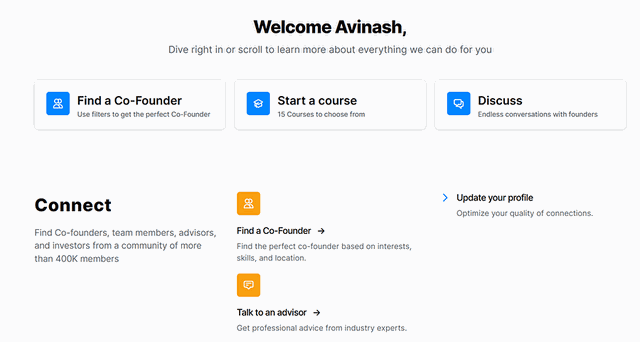 Welcome Avinash,
Dive right in or scroll to learn more about everything we can do for you
Find a Co-Founder
Use filters to get the perfect Co-Founder
Start a course
15 Courses to choose from
Discuss
Endless conversations with founders
Connect
Find Co-founders, team members, advisors,
and investors from a community of more
than 400K members
Find a Co-Founder →
Find the perfect co-founder based on interests,
skills, and location.
Talk to an advisor →
Get professional advice from industry experts.
Update your profile
Optimize your quality of connections.